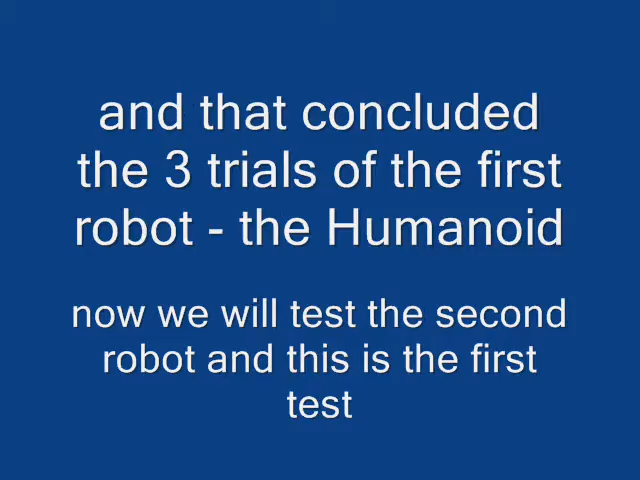 and that concluded
the 3 trials of the first
robot - the Humanoid
now we will test the second
robot and this is the first
test